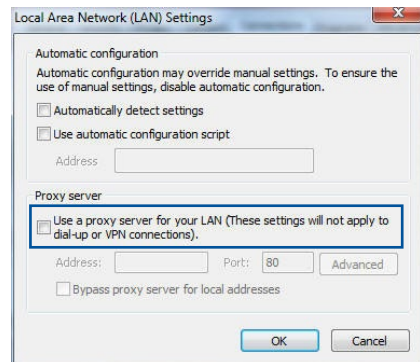 Local Area Network (LAN) Settings
Automatic configuration
Automatic configuration may override manual settings. To ensure the
use of manual settings, disable automatic configuration.
Automatically detect settings
Use automatic configuration script
Address
Proxy server
Use a proxy server for your LAN (These settings will not apply to
dial-up or VPN connections).
Address: Port: 80 Advanced
Bypass proxy server for local addresses
OK Cancel